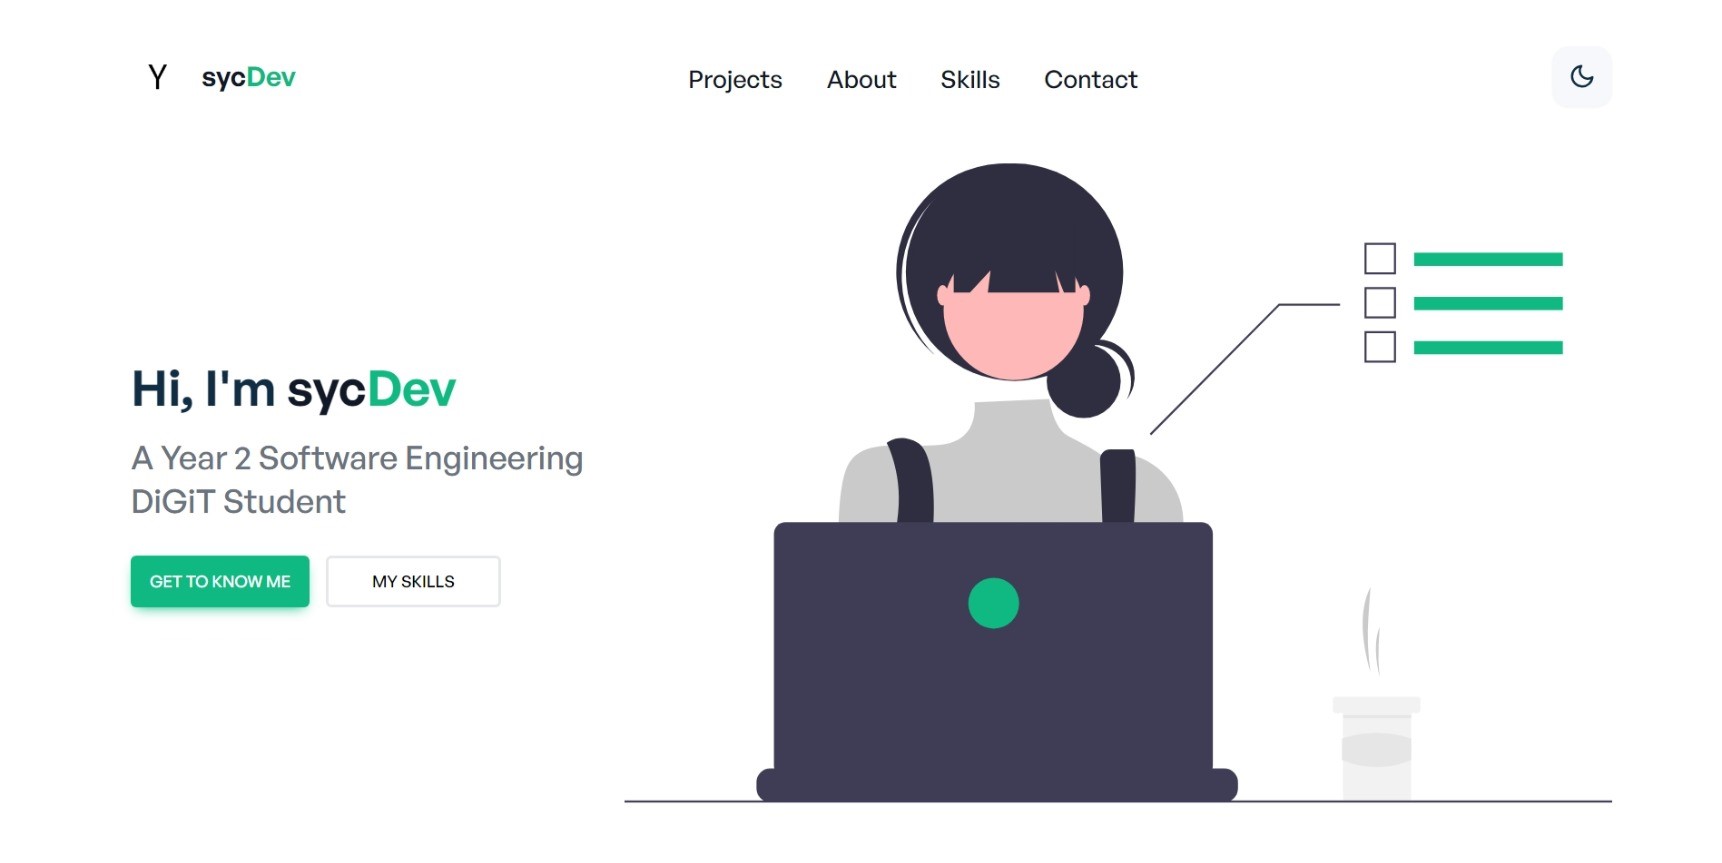 Y sycDev Projects About Skills Contact
Hi, I'm sycDev
A Year 2 Software Engineering
DiGiT Student
GET TO KNOW ME MY SKILLS